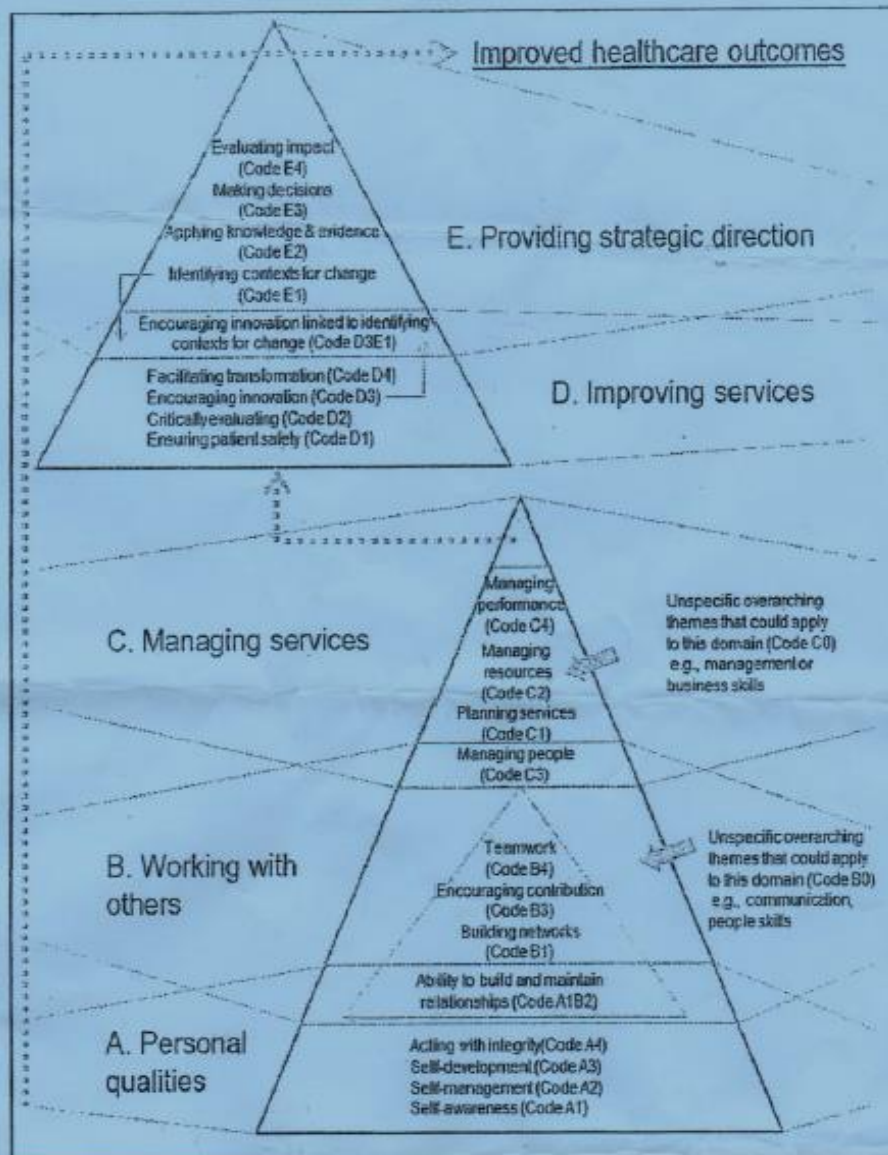 Improved healthcare outcomes
Evaluating impact
(Code E4)
Making decisions
(Code E3)
Applying knowledge & evidence
(Code E2)
Identifying contexts for change
(Code E1)
E. Providing strategic direction
Encouraging innovation linked to identifying
contexts for change (Code D3E1)
Facilitating transformation (Code D4)
Encouraging innovation (Code D3)
Critically evaluating (Code D2)
Ensuring patient safety (Code D1)
D. Improving services
C. Managing services
Managing
performance
(Code C4)
Managing
resources
(Code C2)
Planning services
(Code C1)
Managing people
(Code C3)
Unspecific overarching
themes that could apply
to this domain (Code C0)
e.g., management or
business skills
B. Working with
others
Teamwork
(Code B4)
Encouraging contribution
(Code B3)
Building networks
(Code B1)
Unspecific overarching
themes that could apply
to this domain (Code B0)
e.g., communication,
people skills
Ability to build and maintain
relationships (Code A1B2)
A. Personal
qualities
Acting with integrity(Code A4)
Self-development (Code A3)
Self-management (Code A2)
Self-awareness (Code A1)